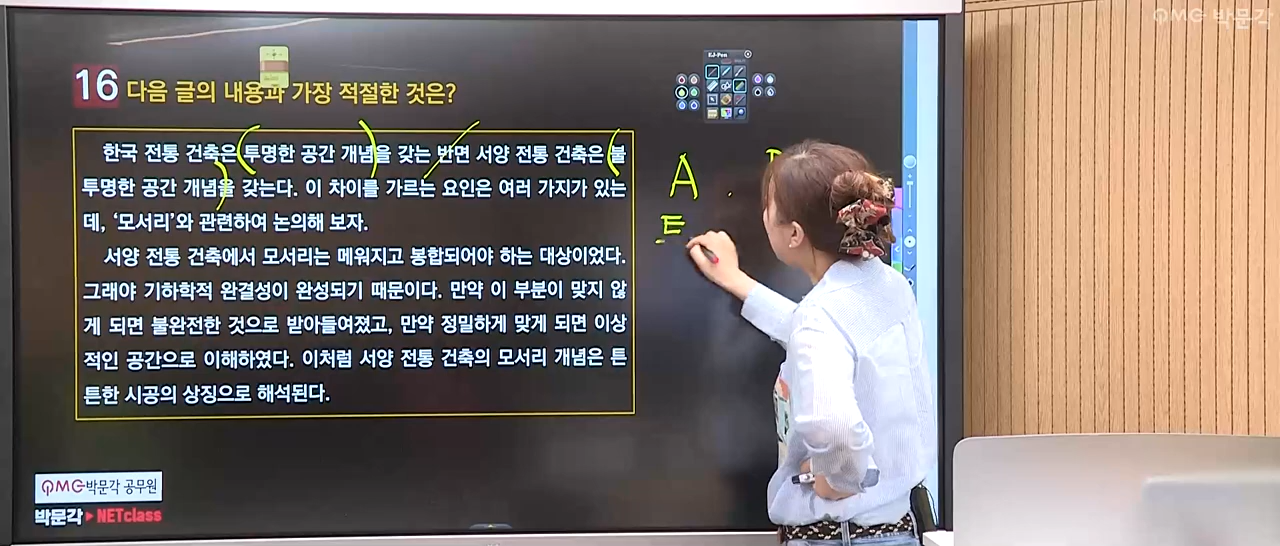 PMG 박문각
KJ-Pen
16 다음 글의 내용과 가장 적절한 것은?
한국 전통 건축은 투명한 공간 개념을 갖는 반면 서양 전통 건축은 불
투명한 공간 개념을 갖는다. 이 차이를 가르는 요인은 여러 가지가 있는
데, ‘모서리’와 관련하여 논의해 보자.
서양 전통 건축에서 모서리는 메워지고 봉합되어야 하는 대상이었다.
그래야 기하학적 완결성이 완성되기 때문이다. 만약 이 부분이 맞지 않
게 되면 불완전한 것으로 받아들여졌고, 만약 정밀하게 맞게 되면 이상
적인 공간으로 이해하였다. 이처럼 서양 전통 건축의 모서리 개념은 튼
튼한 시공의 상징으로 해석된다.
A .
PMG 박문각 공무원
박문각 ▶ NETclass